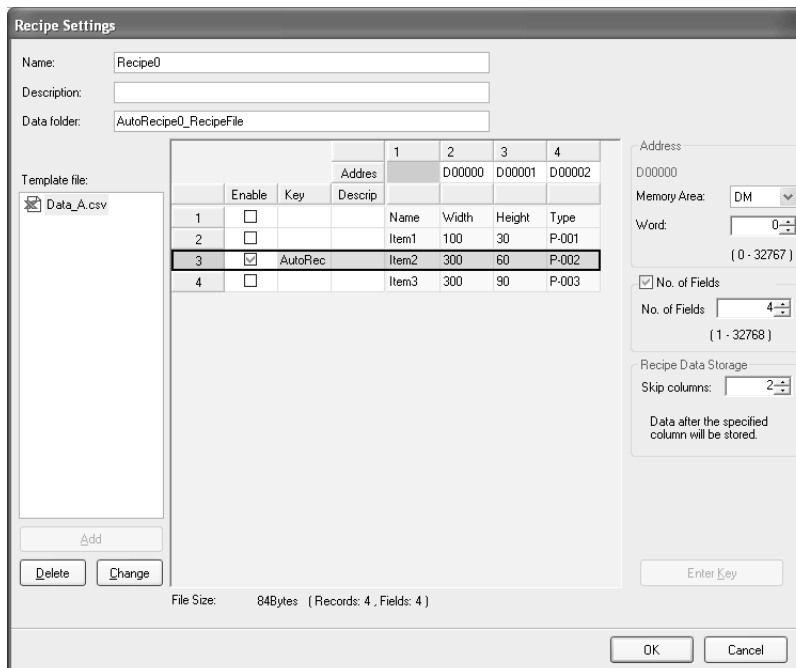 Recipe Settings
Name: Recipe0
Description:
Data folder: AutoRecipe0_RecipeFile
Template file:
Data_A.csv
1 2 3 4
Addres D00000 D00001 D00002
Enable Key Descrip
1 Name Width Height Type
2 Item1 100 30 P-001
3 AutoRec Item2 300 60 P-002
4 Item3 300 90 P-003
Add
Delete Change
File Size: 84Bytes ( Records: 4 , Fields: 4 )
Address
D00000
Memory Area: DM
Word: 0
( 0 - 32767 )
No. of Fields
No. of Fields 4
( 1 - 32768 )
Recipe Data Storage
Skip columns: 2
Data after the specified
column will be stored.
Enter Key
OK Cancel